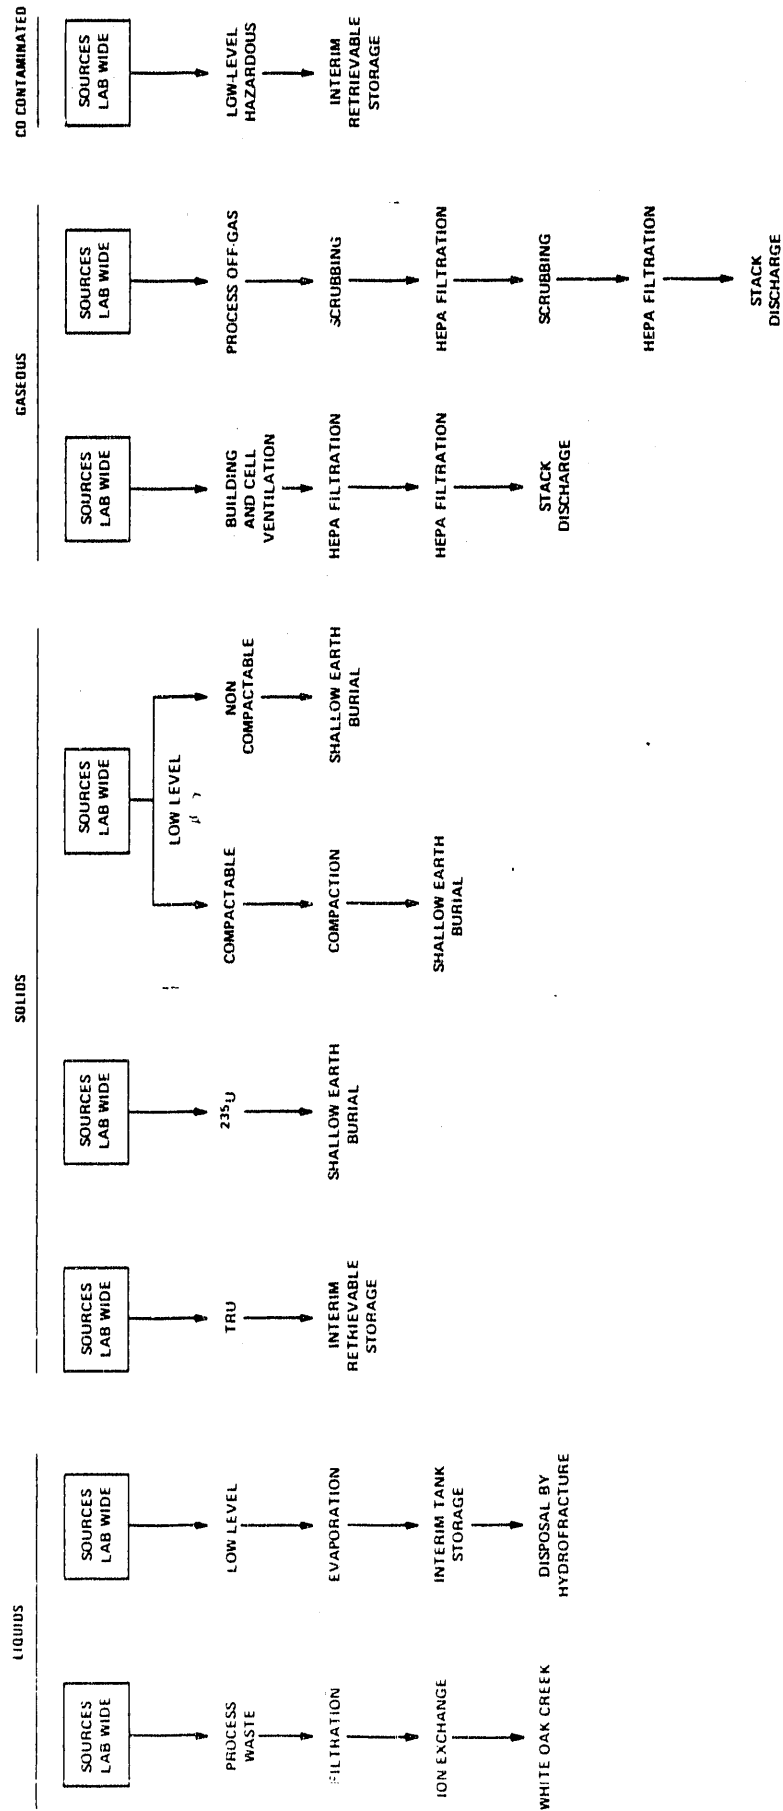 LIQUIDS
SOURCES
LAB WIDE
PROCESS
WASTE
FILTRATION
ION EXCHANGE
WHITE OAK CREEK
SOURCES
LAB WIDE
LOW LEVEL
EVAPORATION
INTERIM TANK
STORAGE
DISPOSAL BY
HYDROFRACTURE
SOLIDS
SOURCES
LAB WIDE
TRU
INTERIM
RETRIEVABLE
STORAGE
SOURCES
LAB WIDE
235U
SHALLOW EARTH
BURIAL
SOURCES
LAB WIDE
LOW LEVEL
COMPACTABLE
COMPACTION
SHALLOW EARTH
BURIAL
NON
COMPACTABLE
SHALLOW EARTH
BURIAL
GASEOUS
SOURCES
LAB WIDE
BUILDING
AND CELL
VENTILATION
HEPA FILTRATION
HEPA FILTRATION
STACK
DISCHARGE
SOURCES
LAB WIDE
PROCESS OFF-GAS
SCRUBBING
HEPA FILTRATION
SCRUBBING
HEPA FILTRATION
STACK
DISCHARGE
CO CONTAMINATED
SOURCES
LAB WIDE
LOW-LEVEL
HAZARDOUS
INTERIM
RETRIEVABLE
STORAGE